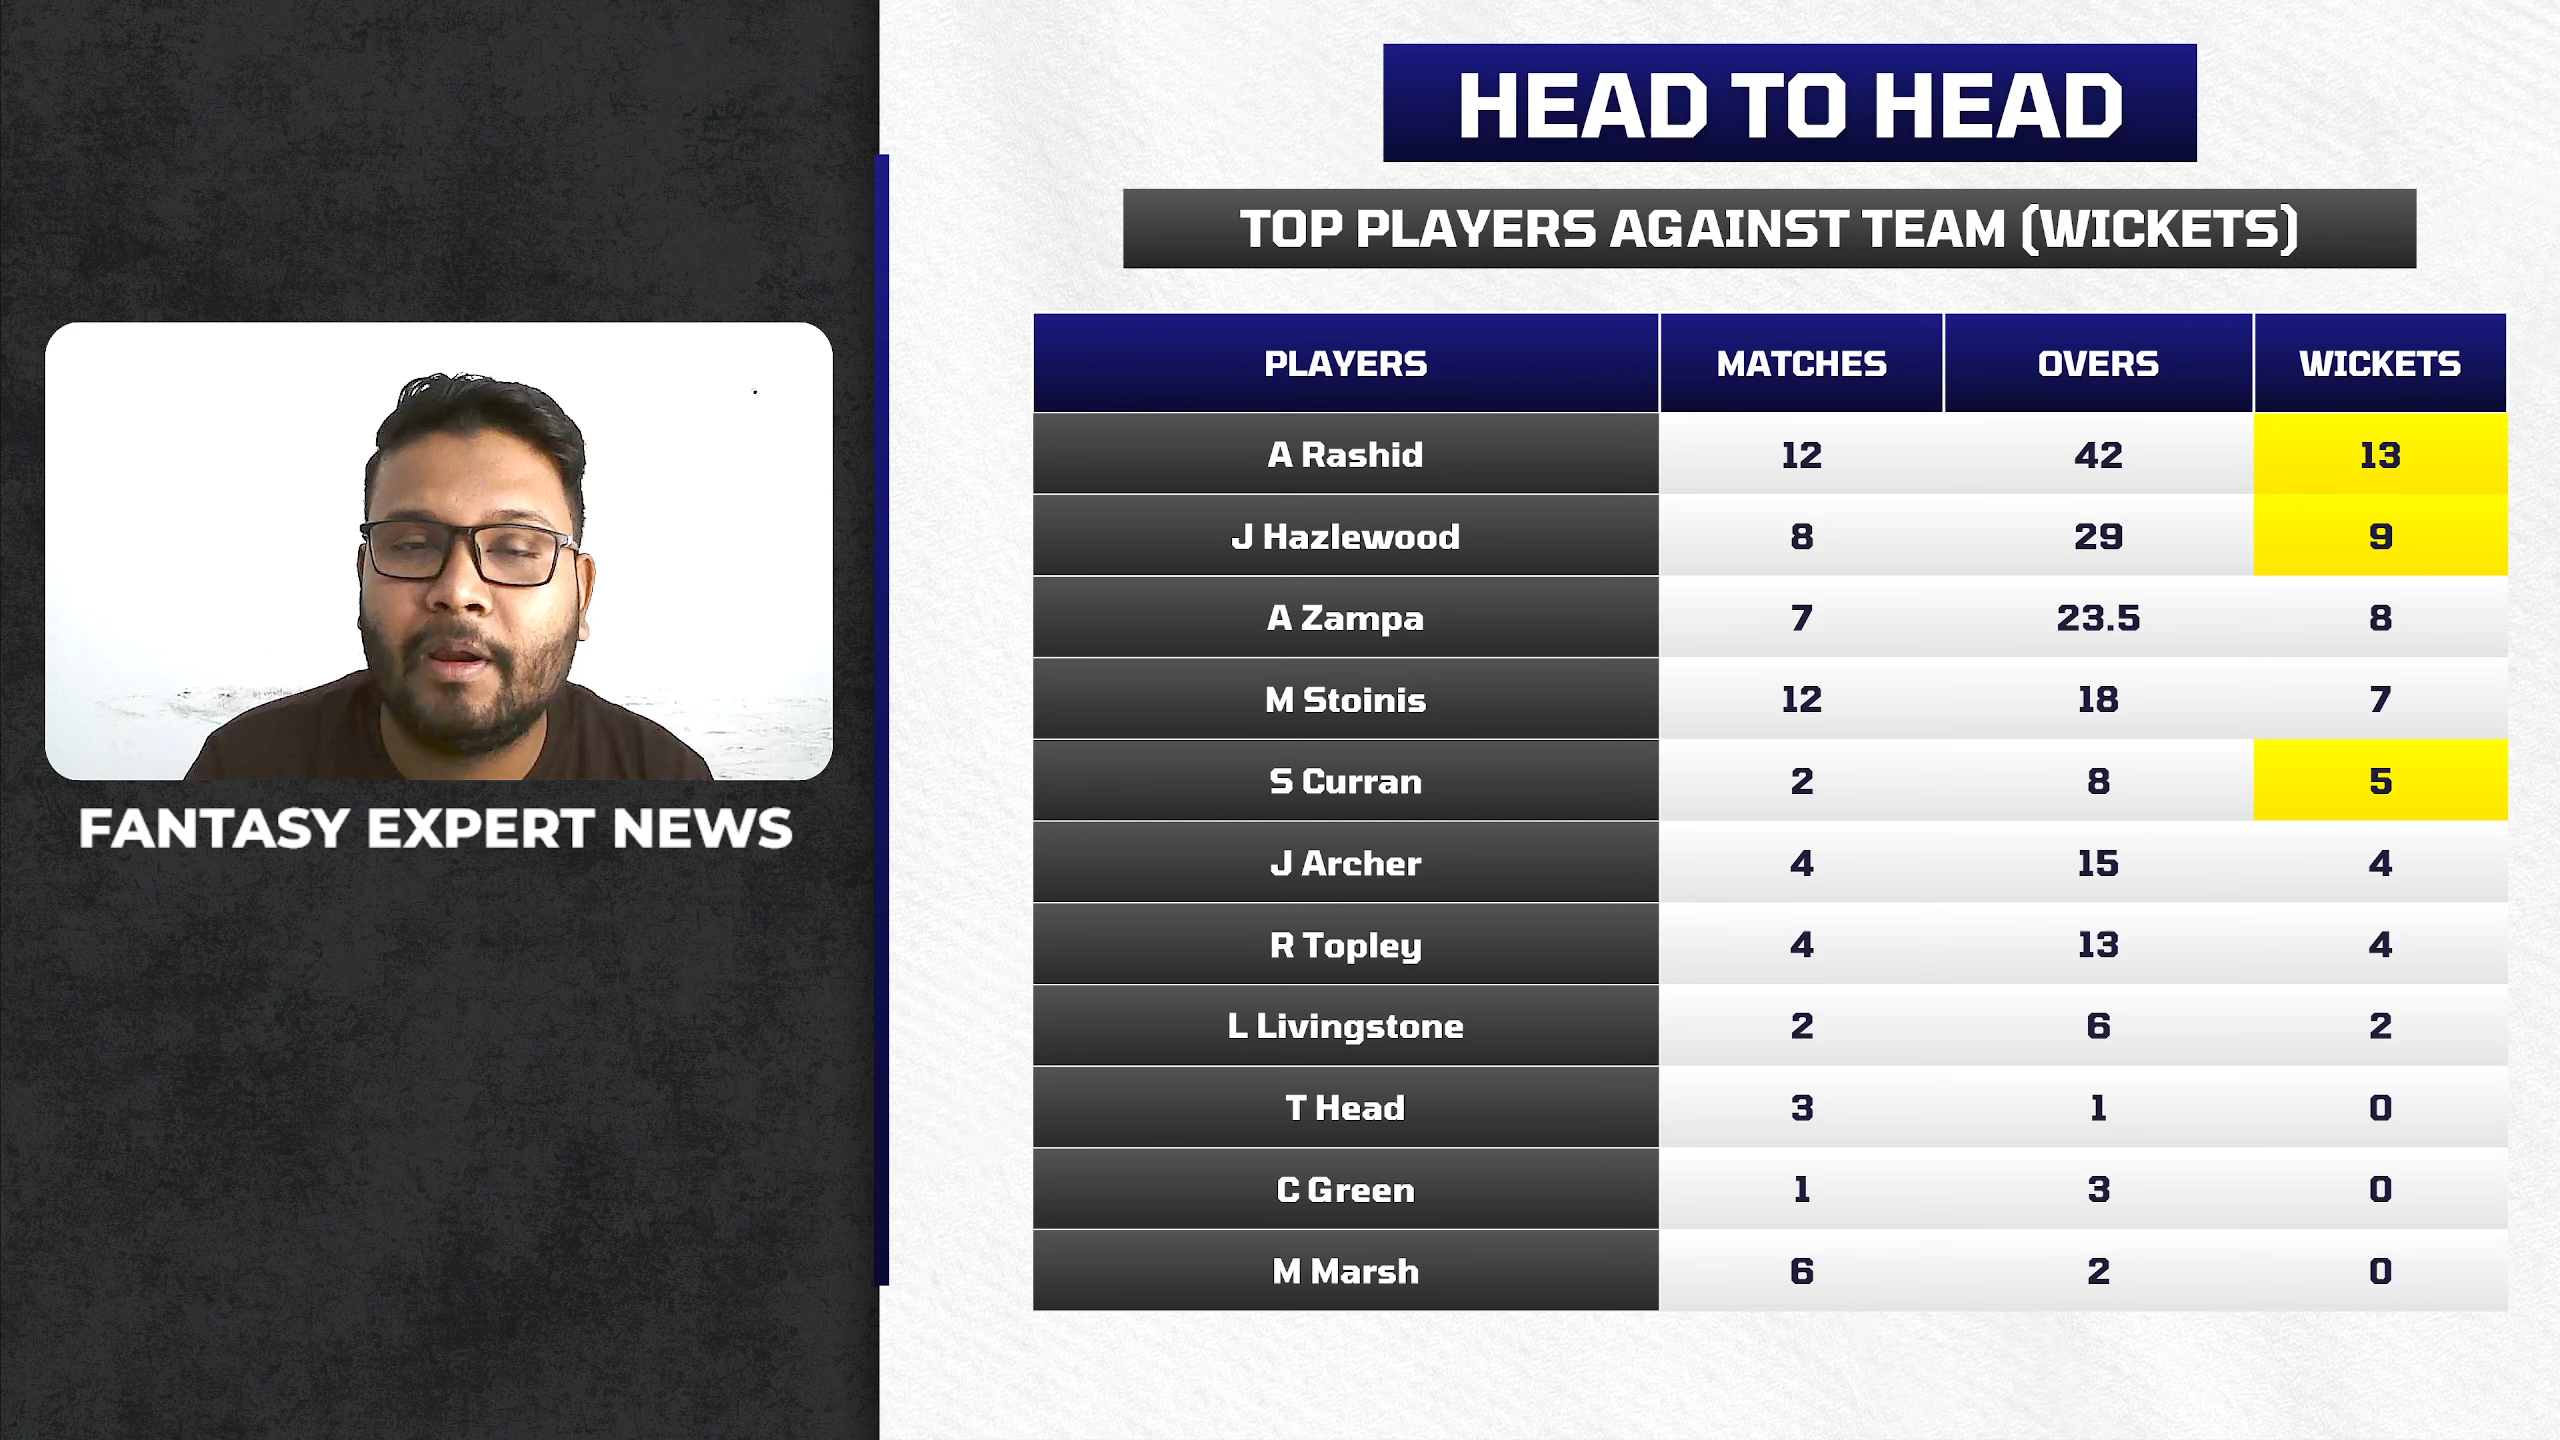 HEAD TO HEAD
TOP PLAYERS AGAINST TEAM (WICKETS)
PLAYERS MATCHES OVERS WICKETS
A Rashid 12 42 13
J Hazlewood 8 29 9
A Zampa 7 23.5 8
M Stoinis 12 18 7
S Curran 2 8 5
J Archer 4 15 4
R Topley 4 13 4
L Livingstone 2 6 2
T Head 3 1 0
C Green 1 3 0
M Marsh 6 2 0
FANTASY EXPERT NEWS